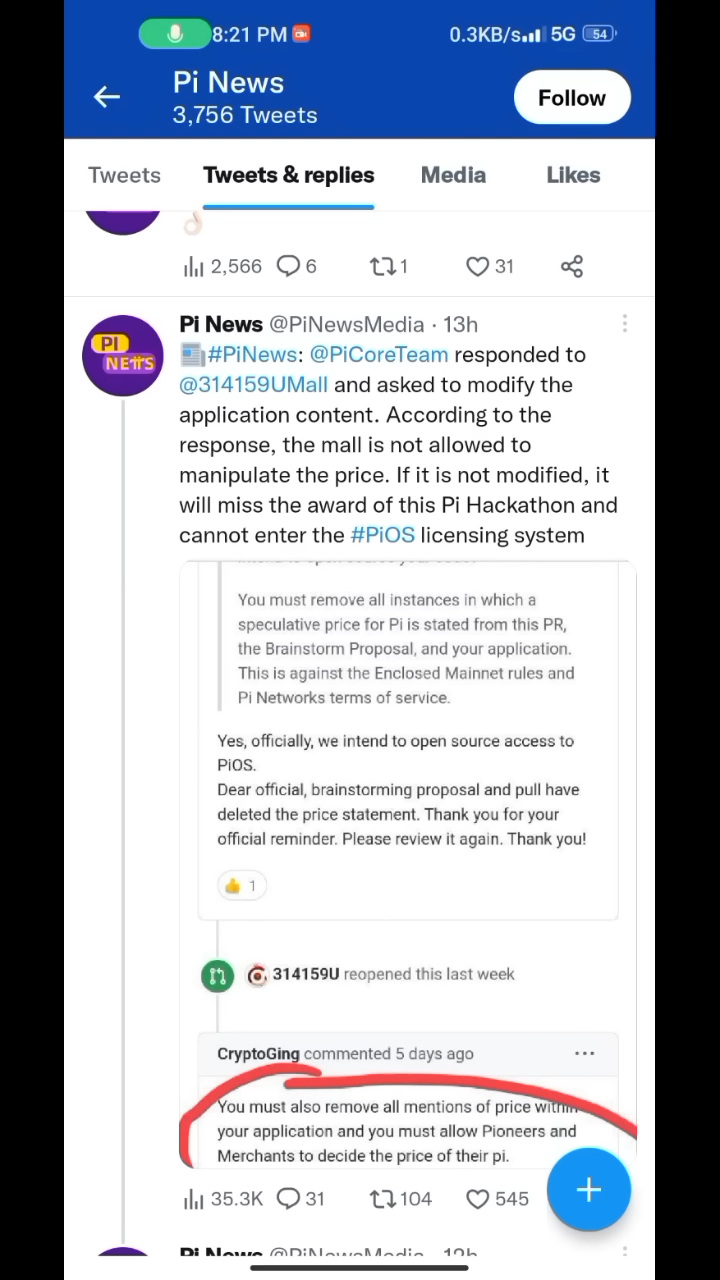 8:21 PM 0.3KB/s 5G 54
Pi News
3,756 Tweets
Follow
Tweets Tweets & replies Media Likes
2,566 6 1 31
Pi News @PiNewsMedia · 13h
PI NEWS
#PiNews: @PiCoreTeam responded to
@314159UMall and asked to modify the
application content. According to the
response, the mall is not allowed to
manipulate the price. If it is not modified, it
will miss the award of this Pi Hackathon and
cannot enter the #PiOS licensing system
You must remove all instances in which a
speculative price for Pi is stated from this PR,
the Brainstorm Proposal, and your application.
This is against the Enclosed Mainnet rules and
Pi Networks terms of service.
Yes, officially, we intend to open source access to
PiOS.
Dear official, brainstorming proposal and pull have
deleted the price statement. Thank you for your
official reminder. Please review it again. Thank you!
👍 1
314159U reopened this last week
CryptoGing commented 5 days ago ...
You must also remove all mentions of price within
your application and you must allow Pioneers and
Merchants to decide the price of their pi.
35.3K 31 104 545
Pi News @PiNewsMedia · 12h